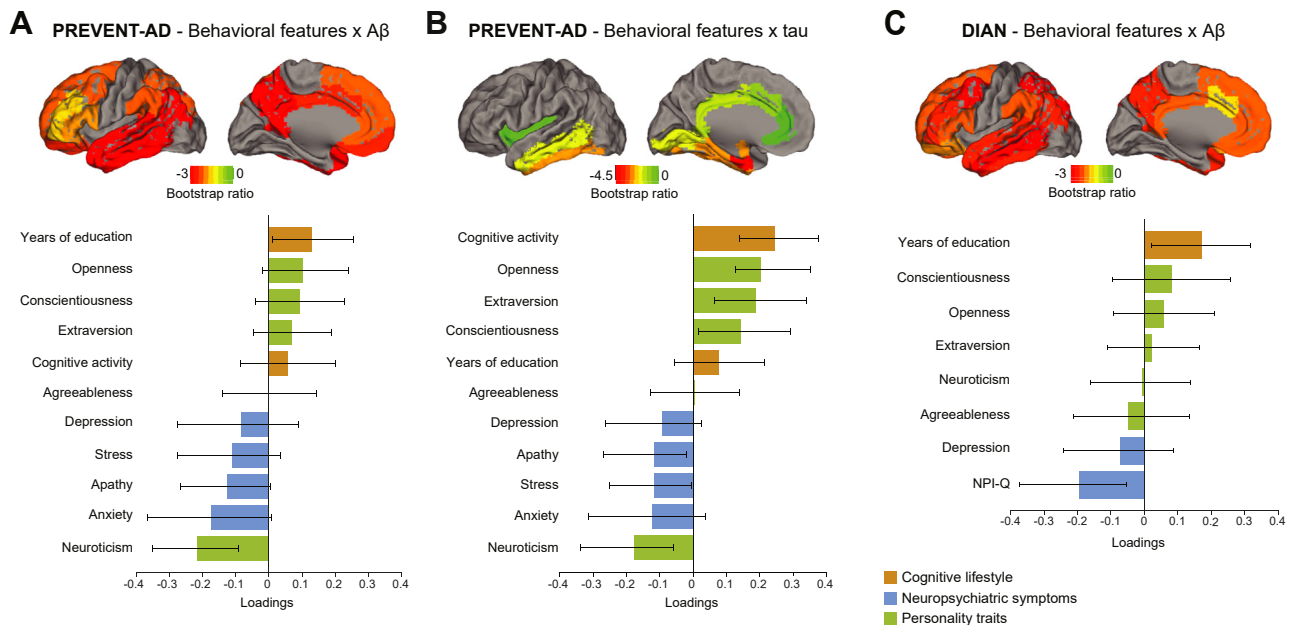 A PREVENT-AD - Behavioral features x Aβ
-3 0
Bootstrap ratio
Years of education
Openness
Conscientiousness
Extraversion
Cognitive activity
Agreeableness
Depression
Stress
Apathy
Anxiety
Neuroticism
-0.4 -0.3 -0.2 -0.1 0 0.1 0.2 0.3 0.4
Loadings
B PREVENT-AD - Behavioral features x tau
-4.5 0
Bootstrap ratio
Cognitive activity
Openness
Extraversion
Conscientiousness
Years of education
Agreeableness
Depression
Apathy
Stress
Anxiety
Neuroticism
-0.4 -0.3 -0.2 -0.1 0 0.1 0.2 0.3 0.4
Loadings
C DIAN - Behavioral features x Aβ
-3 0
Bootstrap ratio
Years of education
Conscientiousness
Openness
Extraversion
Neuroticism
Agreeableness
Depression
NPI-Q
-0.4 -0.3 -0.2 -0.1 0 0.1 0.2 0.3 0.4
Loadings
Cognitive lifestyle
Neuropsychiatric symptoms
Personality traits